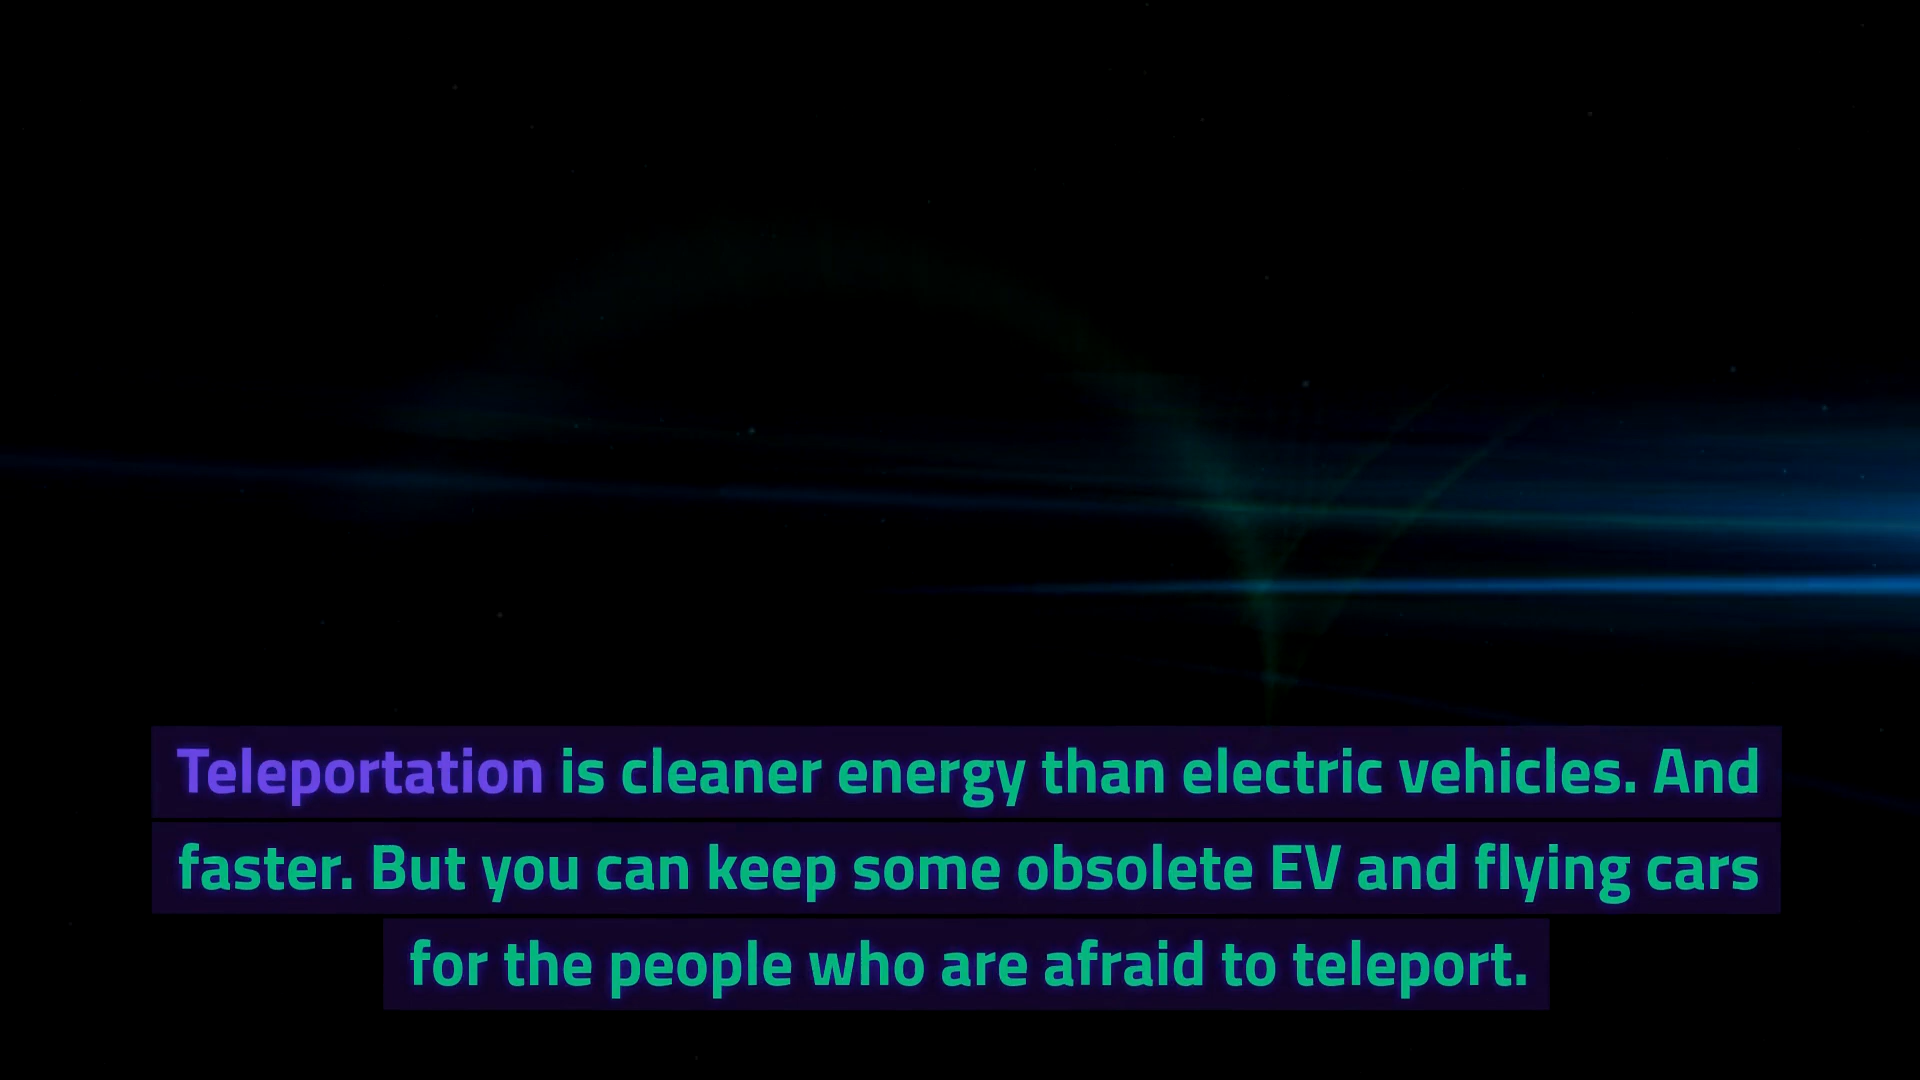 Teleportation is cleaner energy than electric vehicles. And
faster. But you can keep some obsolete EV and flying cars
for the people who are afraid to teleport.